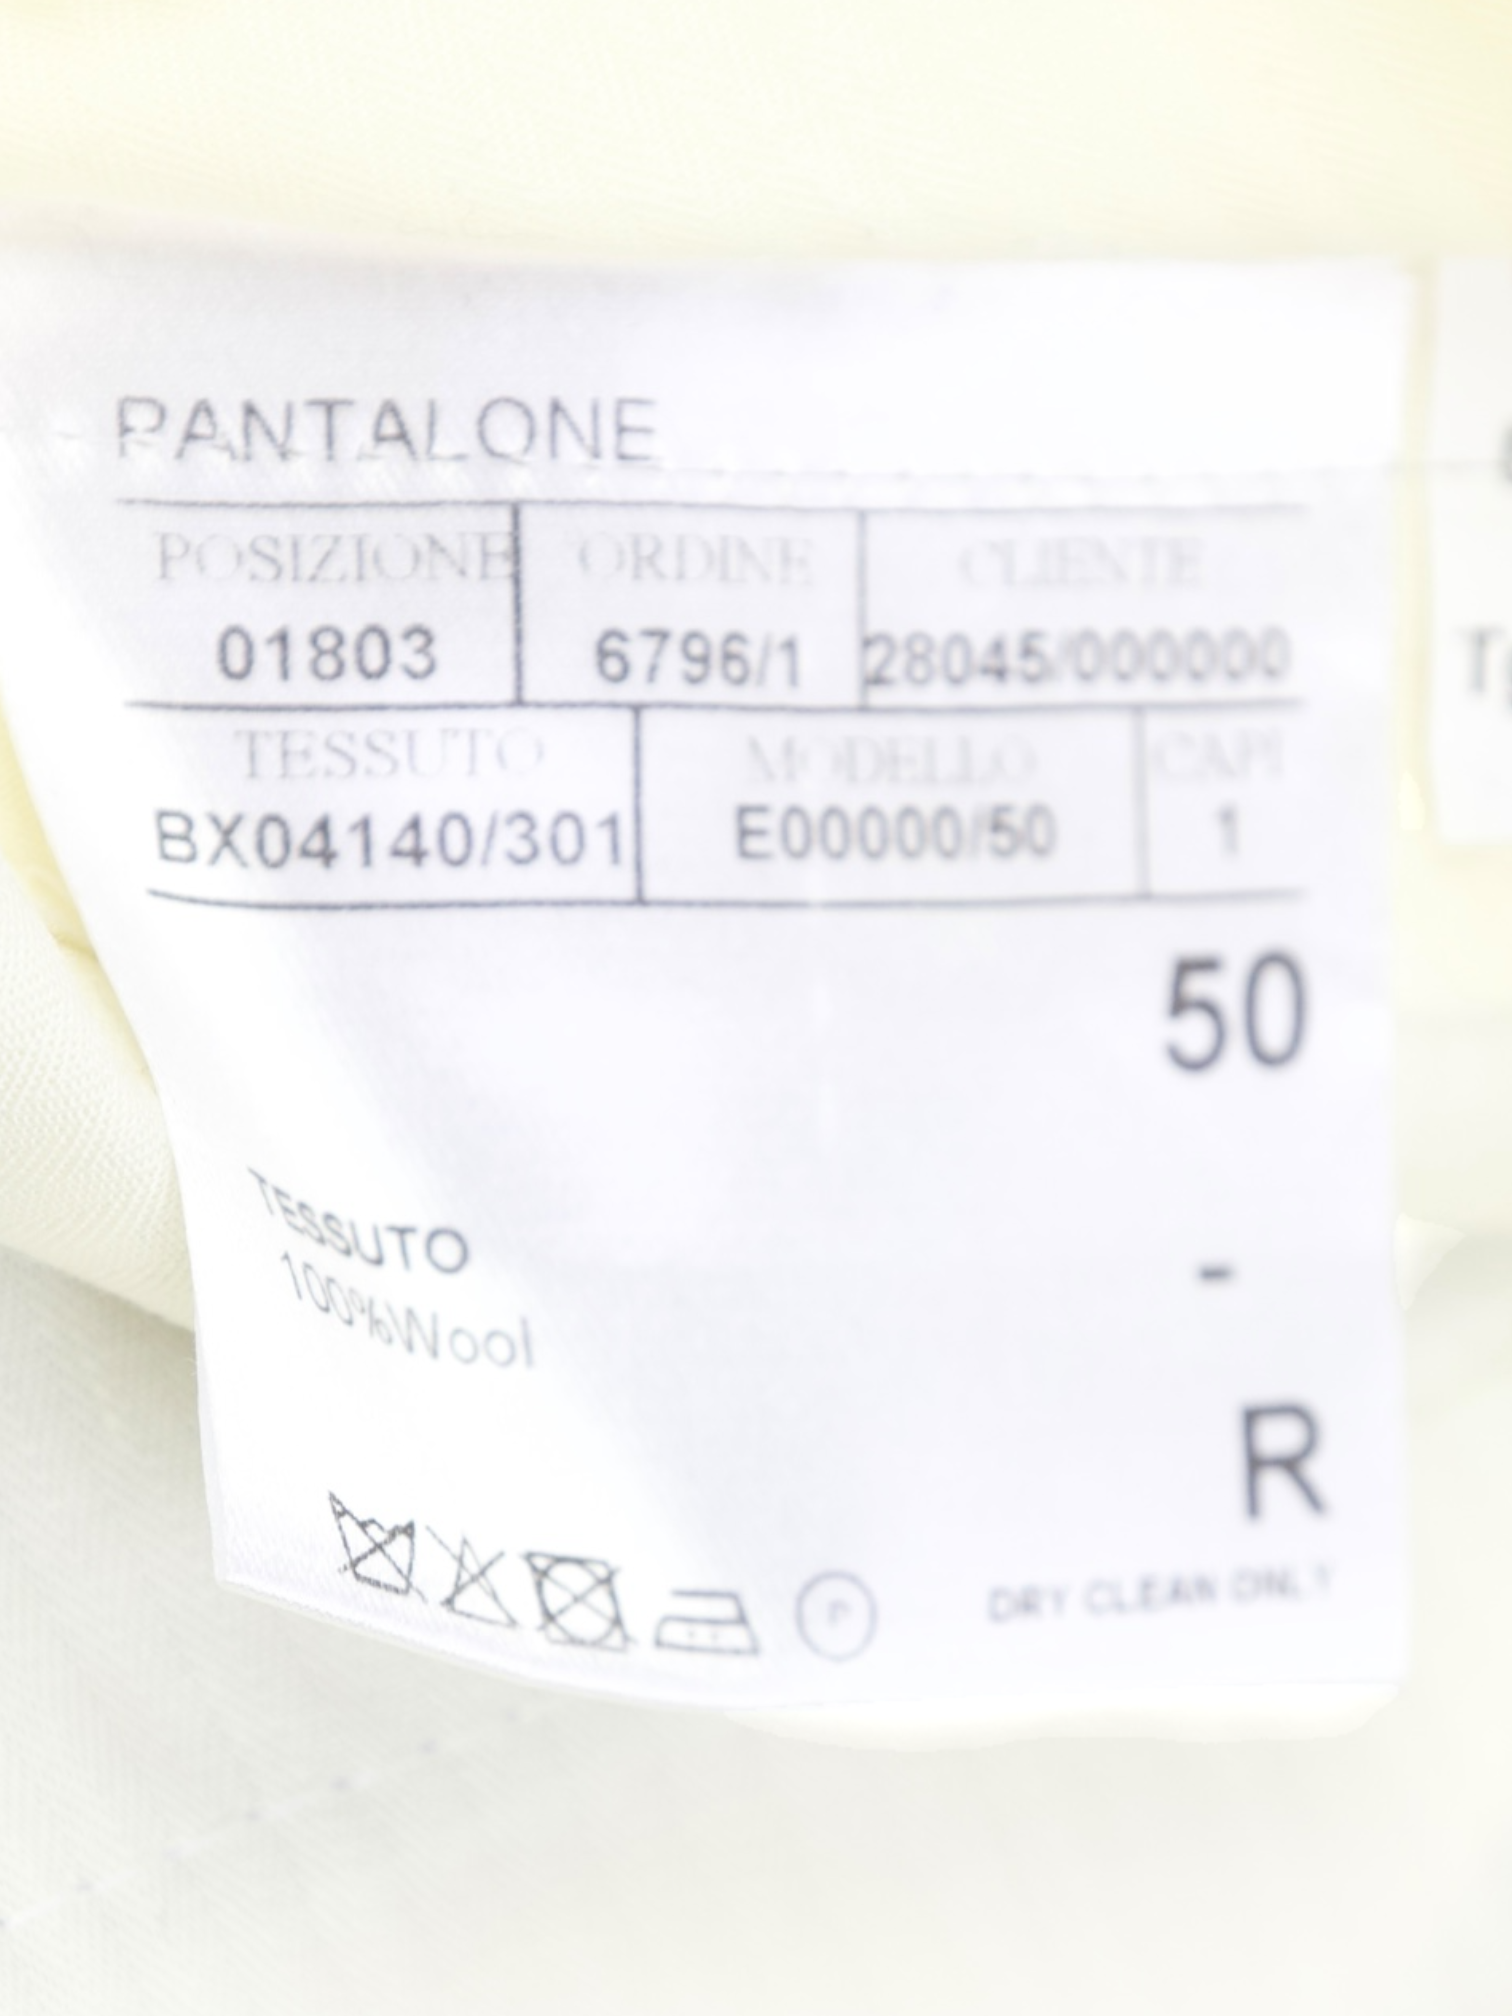 PANTALONE
POSIZIONE ORDINE CLIENTE
01803 6796/1 28045/000000
TESSUTO MODELLO CAPI
BX04140/301 E00000/50 1
50
TESSUTO
100%Wool
-
R
P
DRY CLEAN ONLY